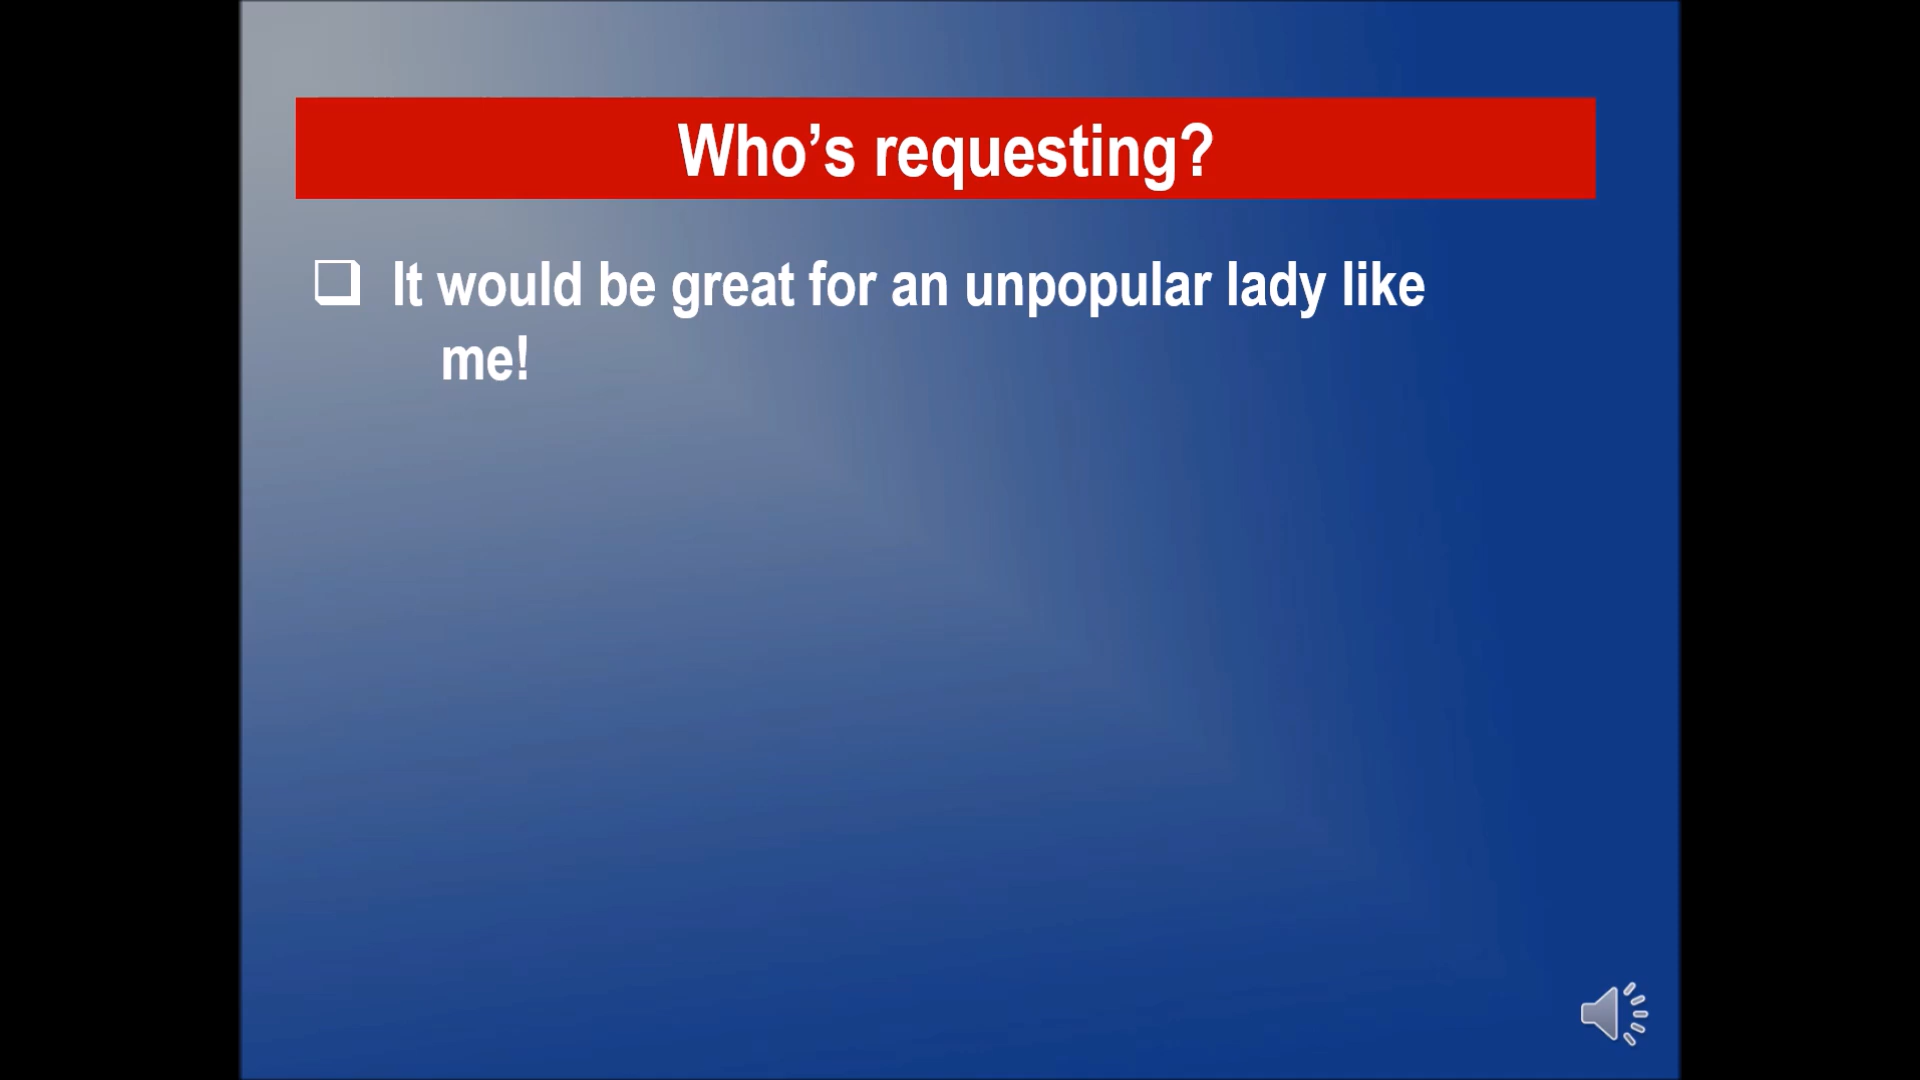 Who’s requesting?
It would be great for an unpopular lady like
me!